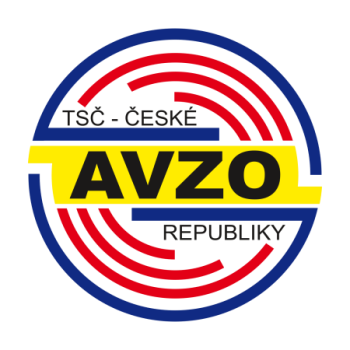 TSČ - ČESKÉ
AVZO
REPUBLIKY